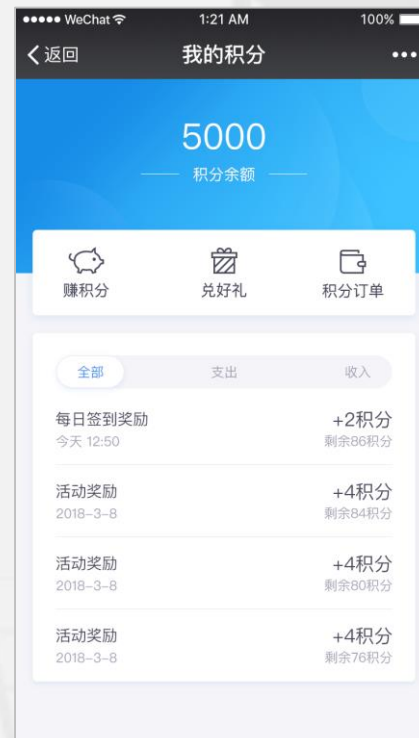 WeChat 1:21 AM 100%
返回 我的积分
5000
积分余额
赚积分 兑好礼 积分订单
全部 支出 收入
每日签到奖励 +2积分
今天 12:50 剩余86积分
活动奖励 +4积分
2018-3-8 剩余84积分
活动奖励 +4积分
2018-3-8 剩余80积分
活动奖励 +4积分
2018-3-8 剩余76积分